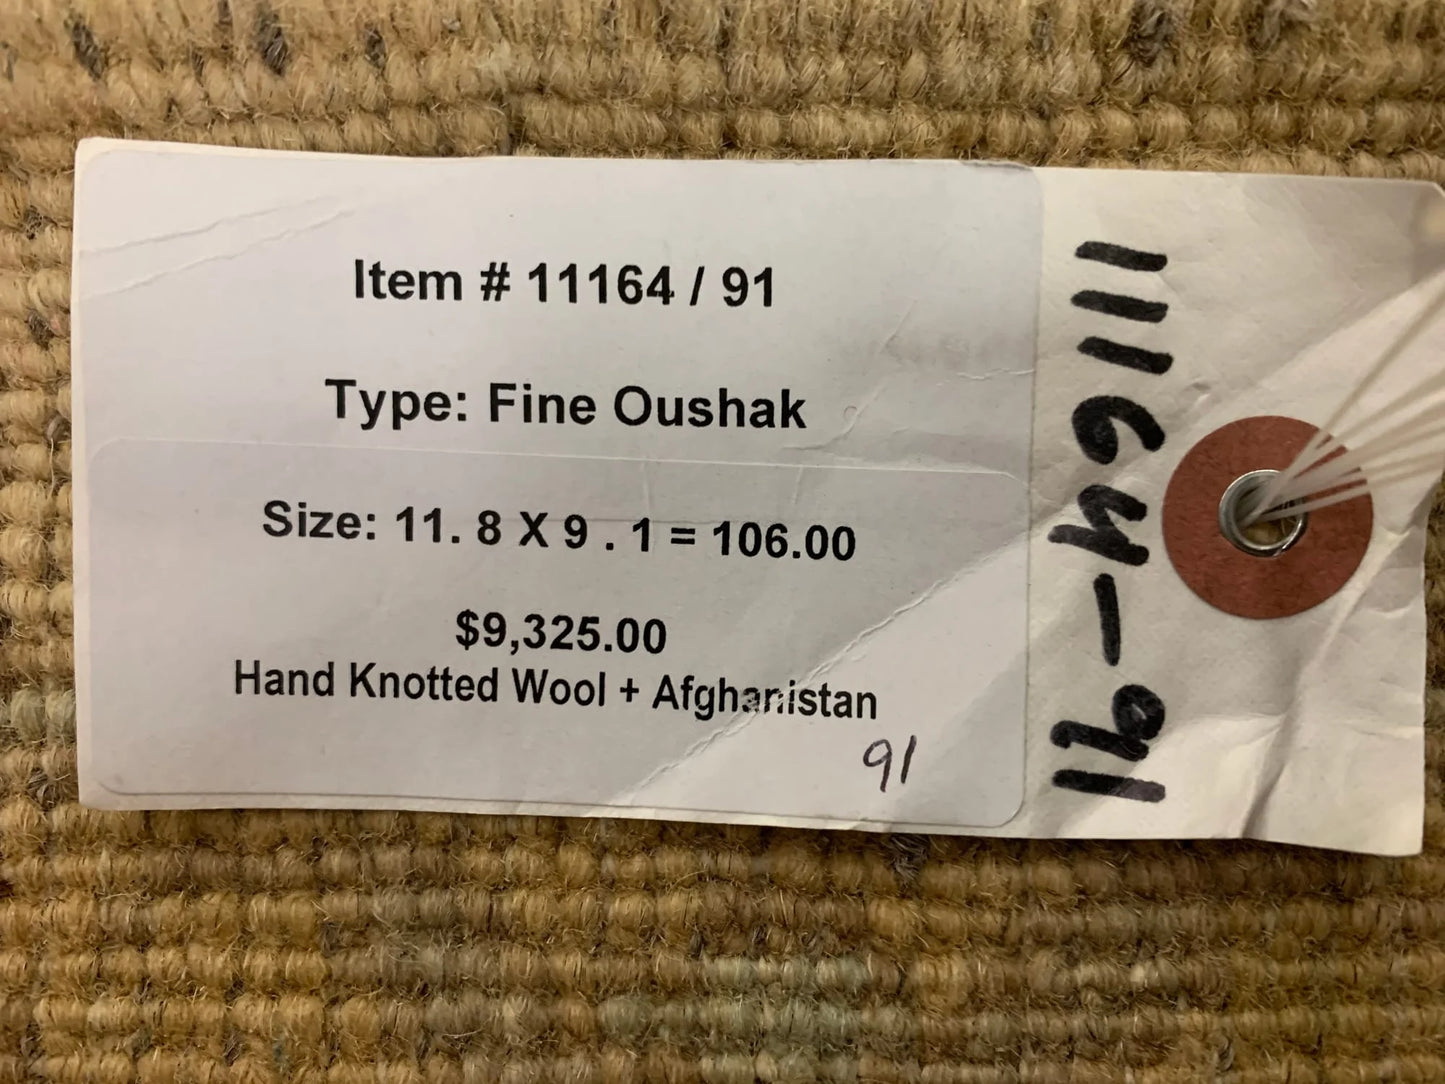 Item # 11164 / 91
Type: Fine Oushak
Size: 11. 8 X 9 . 1 = 106.00
$9,325.00
Hand Knotted Wool + Afghanistan
91
11164-91